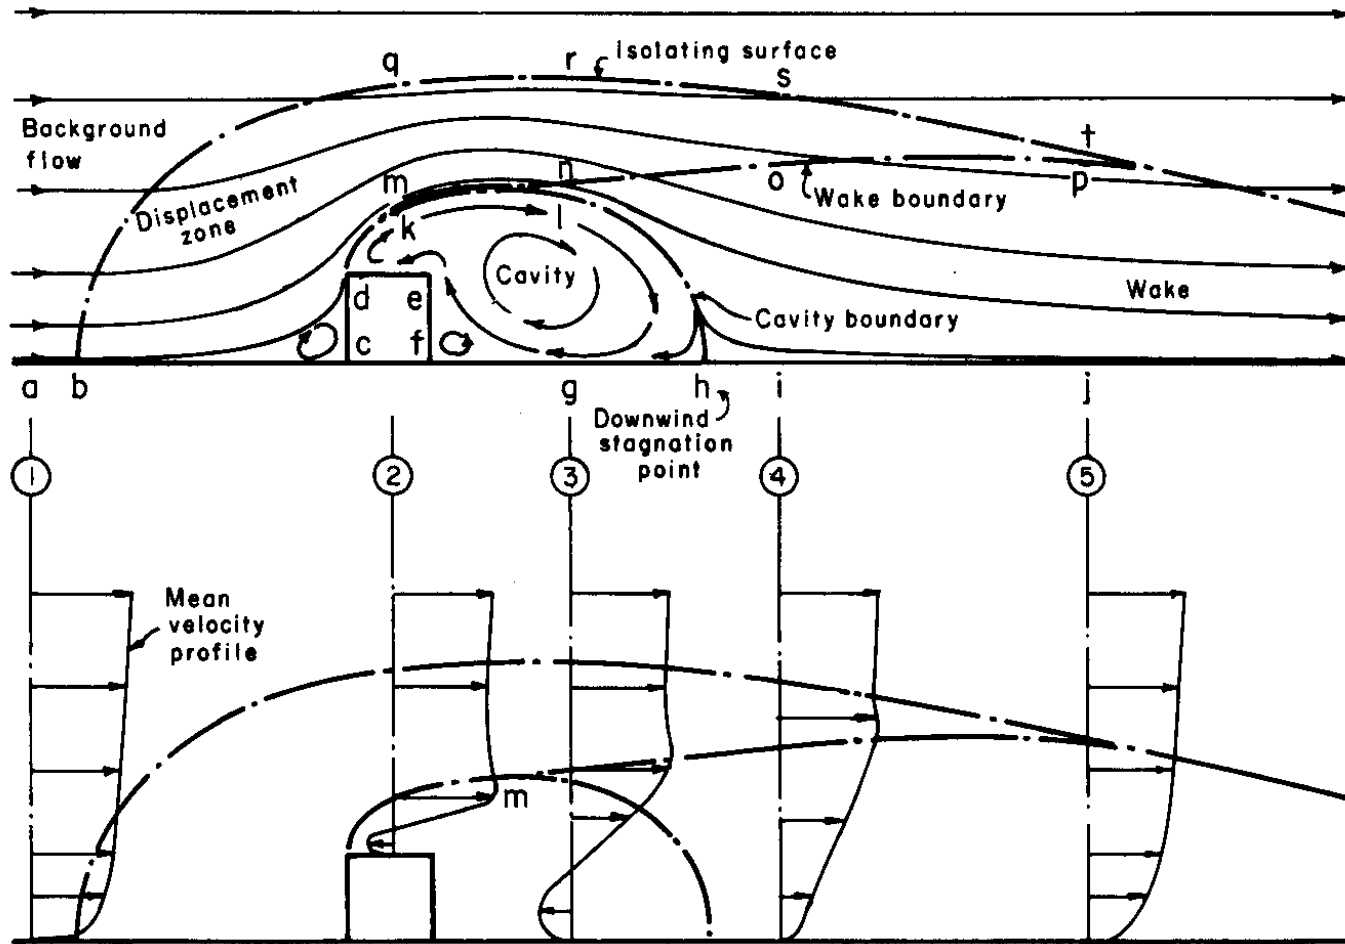 q
r
Isolating surface
s
Background
flow
t
Displacement
zone
m
n
o
p
Wake boundary
k
l
Cavity
Wake
d
e
Cavity boundary
c
f
a
b
g
h
i
j
Downwind
stagnation
point
1
2
3
4
5
Mean
velocity
profile
m